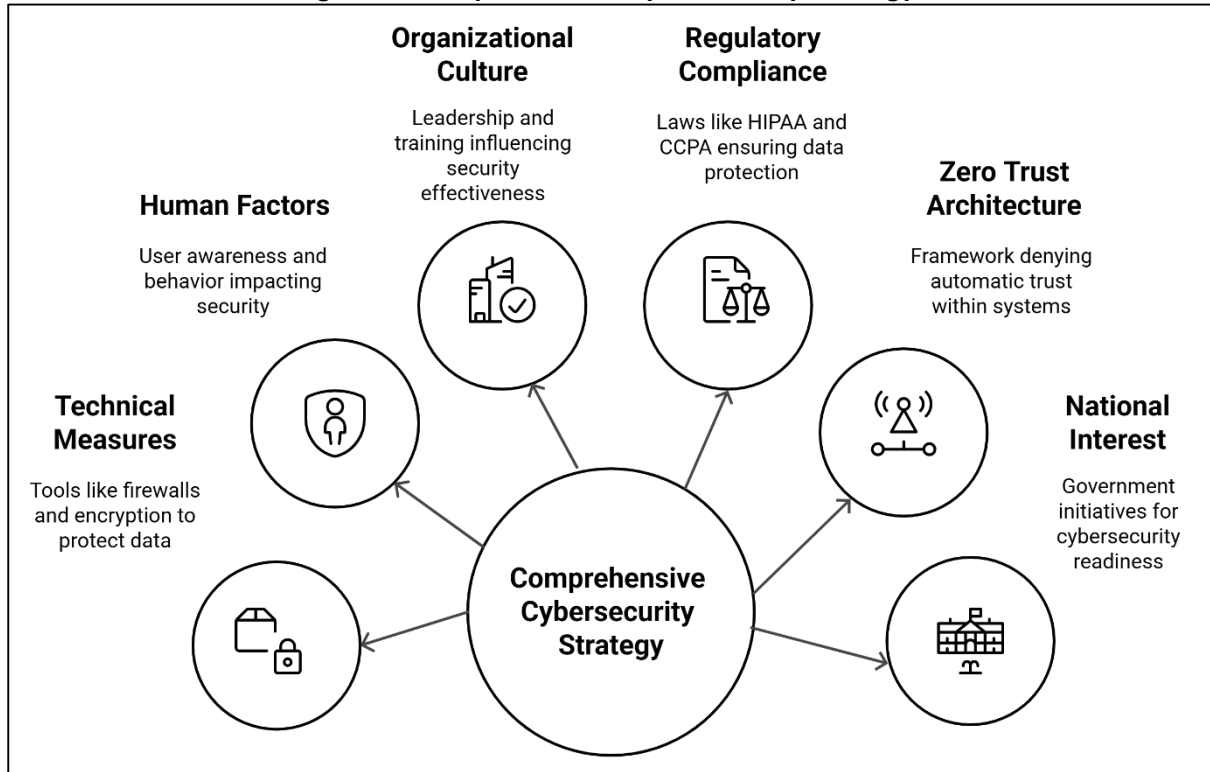 Organizational
Culture
Leadership and
training influencing
security
effectiveness
Regulatory
Compliance
Laws like HIPAA and
CCPA ensuring data
protection
Human Factors
User awareness and
behavior impacting
security
Zero Trust
Architecture
Framework denying
automatic trust
within systems
Technical
Measures
Tools like firewalls
and encryption to
protect data
National
Interest
Government
initiatives for
cybersecurity
readiness
Comprehensive
Cybersecurity
Strategy